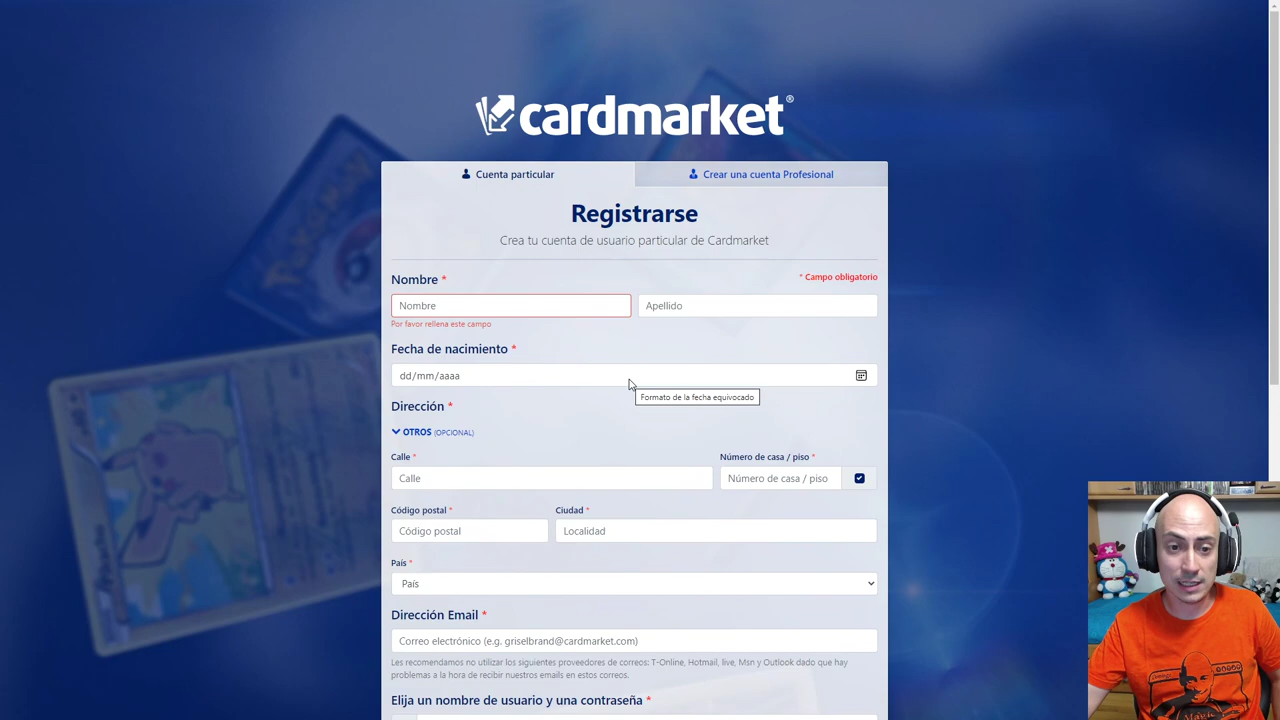 cardmarket®
Cuenta particular
Crear una cuenta Profesional
Registrarse
Crea tu cuenta de usuario particular de Cardmarket
Nombre *
* Campo obligatorio
Nombre
Apellido
Por favor rellena este campo
Fecha de nacimiento *
dd/mm/aaaa
Formato de la fecha equivocado
Dirección *
OTROS (OPCIONAL)
Calle *
Número de casa / piso *
Calle
Número de casa / piso
Código postal *
Ciudad *
Código postal
Localidad
País *
País
Dirección Email *
Correo electrónico (e.g. griselbrand@cardmarket.com)
Les recomendamos no utilizar los siguientes proveedores de correos: T-Online, Hotmail, live, Msn y Outlook dado que hay
problemas a la hora de recibir nuestros emails en estos correos.
Elija un nombre de usuario y una contraseña *